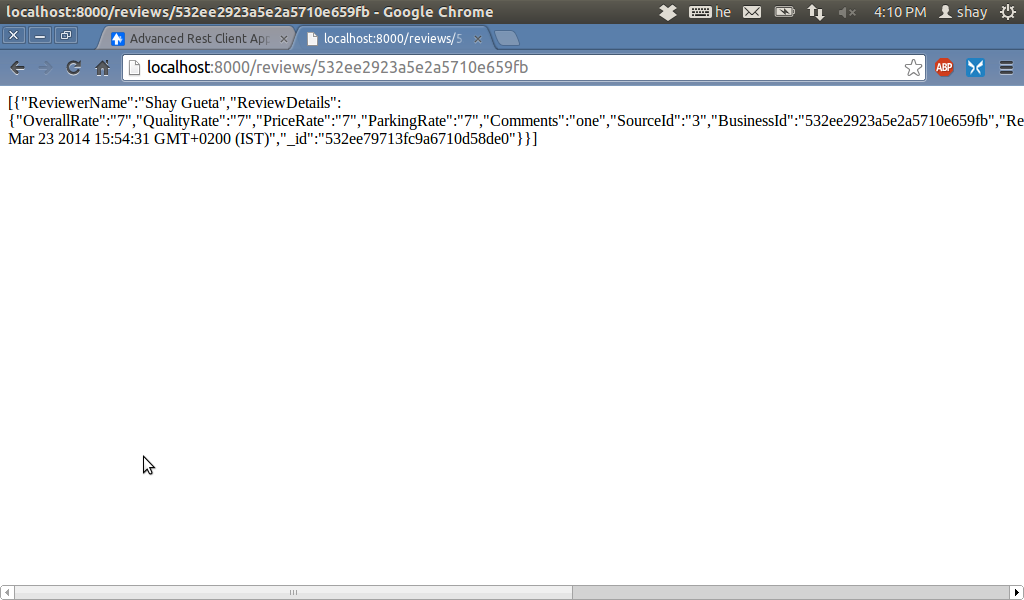 localhost:8000/reviews/532ee2923a5e2a5710e659fb - Google Chrome
he
4:10 PM
shay
Advanced Rest Client App
localhost:8000/reviews/5
localhost:8000/reviews/532ee2923a5e2a5710e659fb
ABP
[{"ReviewerName":"Shay Gueta","ReviewDetails":
{"OverallRate":"7","QualityRate":"7","PriceRate":"7","ParkingRate":"7","Comments":"one","SourceId":"3","BusinessId":"532ee2923a5e2a5710e659fb","Re
Mar 23 2014 15:54:31 GMT+0200 (IST)","_id":"532ee79713fc9a6710d58de0"}}]